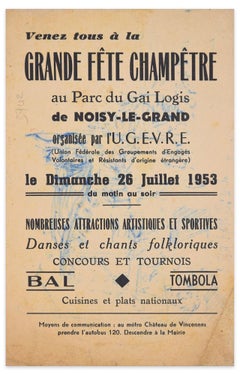 Venez tous à la
GRANDE FÊTE CHAMPÊTRE
au Parc du Gai Logis
de NOISY-LE-GRAND
organisée par l'U.G.E.V.R.E.
(Union Fédérale des Groupements d'Engagés
Volontaires et Résistants d'origine étrangère)
le Dimanche 26 Juillet 1953
du matin au soir
NOMBREUSES ATTRACTIONS ARTISTIQUES ET SPORTIVES
Danses et chants folkloriques
CONCOURS ET TOURNOIS
BAL ◆ TOMBOLA
Cuisines et plats nationaux
Moyens de communication : au métro Château de Vincennes
prendre l'autobus 120. Descendre à la Mairie